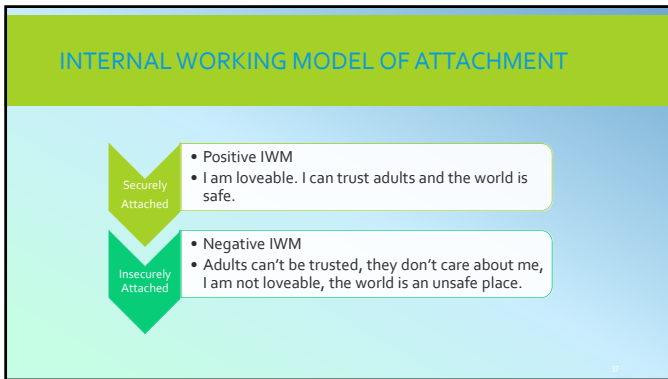 INTERNAL WORKING MODEL OF ATTACHMENT
Securely
Attached
• Positive IWM
• I am loveable. I can trust adults and the world is
safe.
Insecurely
Attached
• Negative IWM
• Adults can't be trusted, they don't care about me,
I am not loveable, the world is an unsafe place.